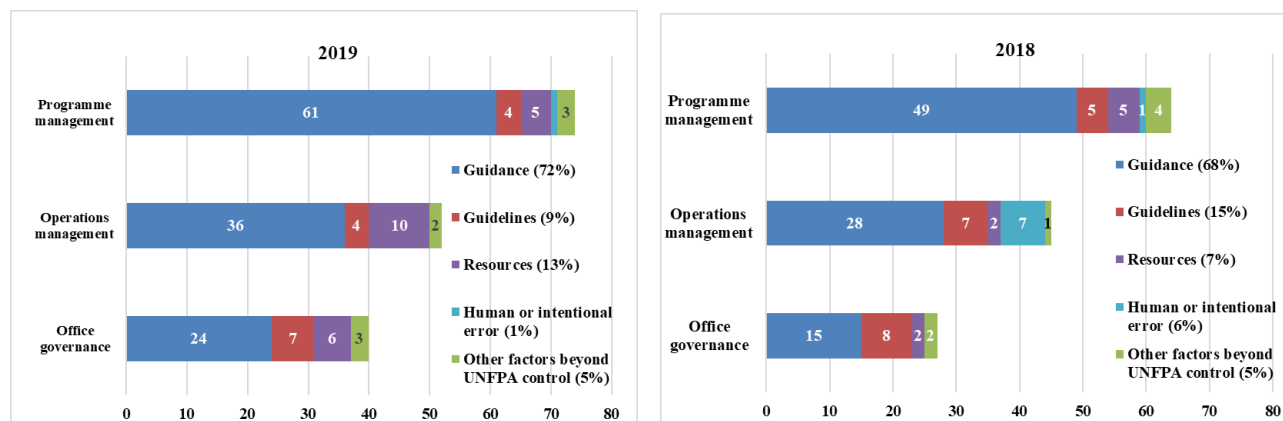 2019
Programme
management
61
4
5
3
Guidance (72%)
Operations
management
36
4
10
2
Guidelines (9%)
Resources (13%)
Office
governance
24
7
6
3
Human or intentional
error (1%)
Other factors beyond
UNFPA control (5%)
0 10 20 30 40 50 60 70 80
2018
Programme
management
49
5
5
1
4
Guidance (68%)
Operations
management
28
7
2
7
1
Guidelines (15%)
Resources (7%)
Office
governance
15
8
2
2
Human or intentional
error (6%)
Other factors beyond
UNFPA control (5%)
0 10 20 30 40 50 60 70 80